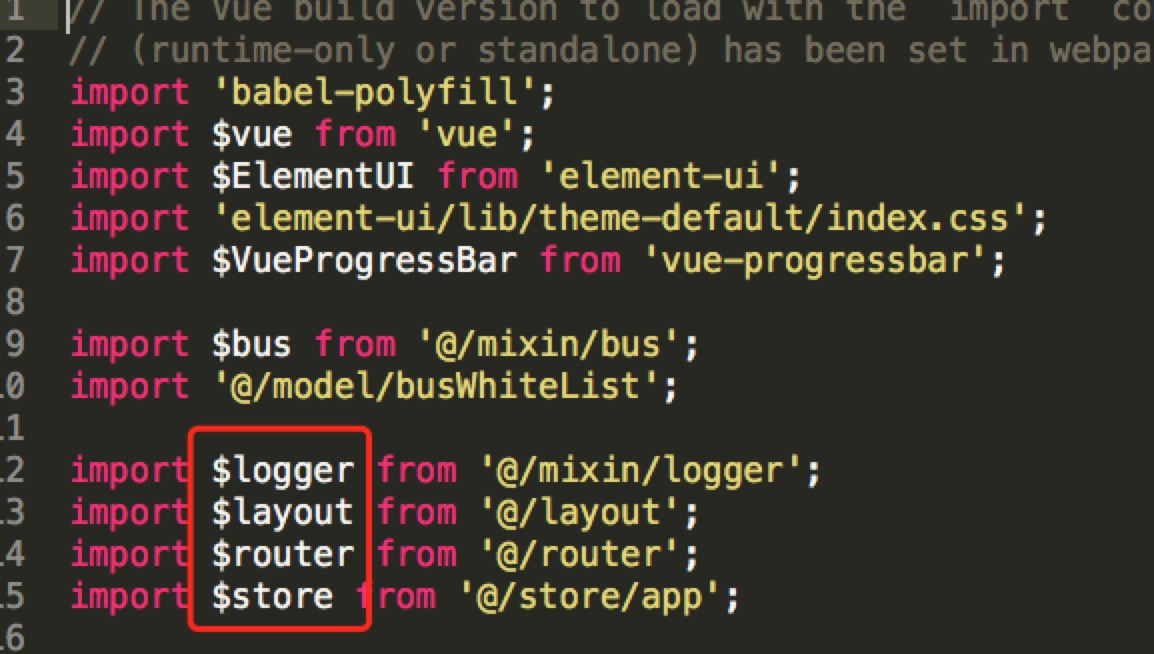 1 // The Vue build version to load with the `import` co
2 // (runtime-only or standalone) has been set in webpa
3 import 'babel-polyfill';
4 import $vue from 'vue';
5 import $ElementUI from 'element-ui';
6 import 'element-ui/lib/theme-default/index.css';
7 import $VueProgressBar from 'vue-progressbar';
8
9 import $bus from '@/mixin/bus';
10 import '@/model/busWhiteList';
11
12 import $logger from '@/mixin/logger';
13 import $layout from '@/layout';
14 import $router from '@/router';
15 import $store from '@/store/app';
16